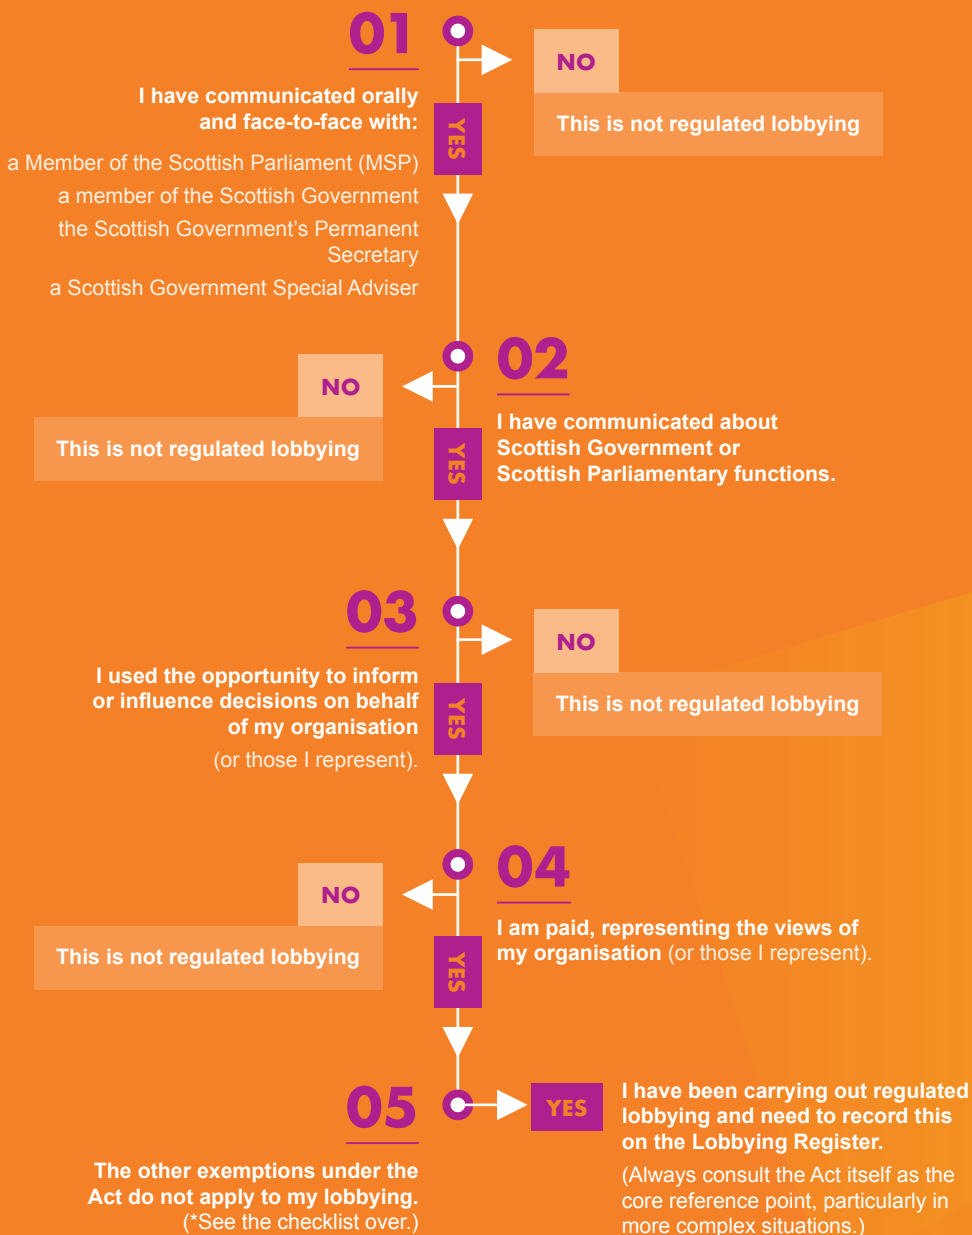 01
I have communicated orally
and face-to-face with:
a Member of the Scottish Parliament (MSP)
a member of the Scottish Government
the Scottish Government’s Permanent
Secretary
a Scottish Government Special Adviser
NO
This is not regulated lobbying
YES
02
I have communicated about
Scottish Government or
Scottish Parliamentary functions.
NO
This is not regulated lobbying
YES
03
I used the opportunity to inform
or influence decisions on behalf
of my organisation
(or those I represent).
NO
This is not regulated lobbying
YES
04
I am paid, representing the views of
my organisation (or those I represent).
NO
This is not regulated lobbying
YES
05
The other exemptions under the
Act do not apply to my lobbying.
(*See the checklist over.)
YES
I have been carrying out regulated
lobbying and need to record this
on the Lobbying Register.
(Always consult the Act itself as the
core reference point, particularly in
more complex situations.)